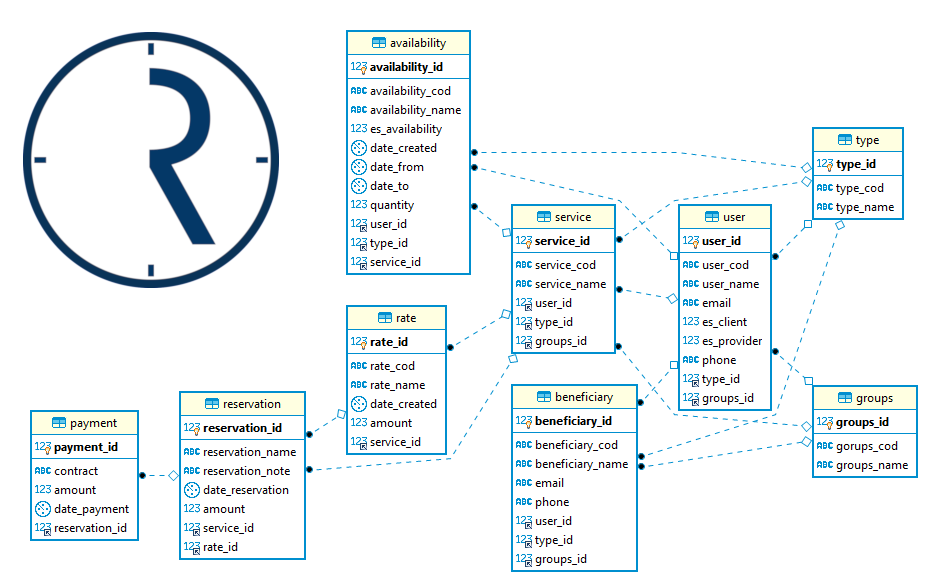 R
availability
123 availability_id
ABC availability_cod
ABC availability_name
123 es_availability
date_created
date_from
date_to
123 quantity
123 user_id
123 type_id
123 service_id
type
123 type_id
ABC type_cod
ABC type_name
service
123 service_id
ABC service_cod
ABC service_name
123 user_id
123 type_id
123 groups_id
user
123 user_id
ABC user_cod
ABC user_name
ABC email
123 es_client
123 es_provider
ABC phone
123 type_id
123 groups_id
rate
123 rate_id
ABC rate_cod
ABC rate_name
date_created
123 amount
123 service_id
beneficiary
123 beneficiary_id
ABC beneficiary_cod
ABC beneficiary_name
ABC email
ABC phone
123 user_id
123 type_id
123 groups_id
groups
123 groups_id
ABC gorups_cod
ABC groups_name
reservation
123 reservation_id
ABC reservation_name
ABC reservation_note
date_reservation
123 amount
123 service_id
123 rate_id
payment
123 payment_id
ABC contract
123 amount
date_payment
123 reservation_id